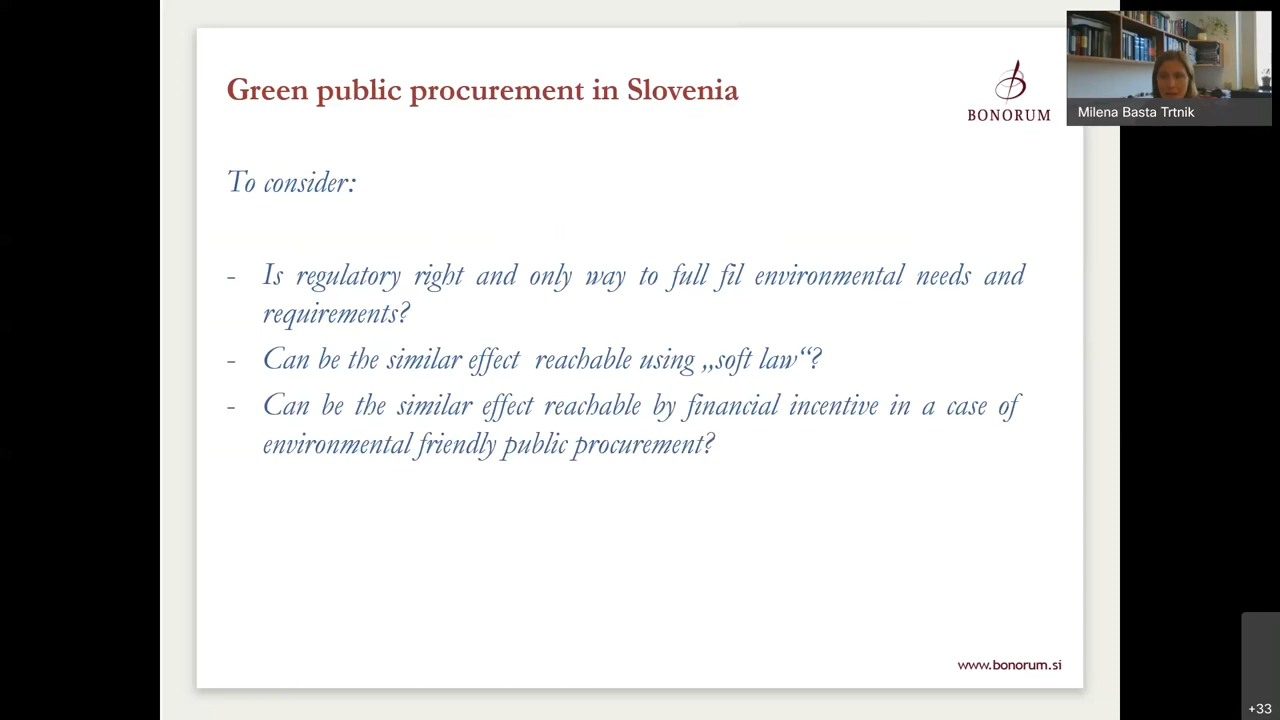 Green public procurement in Slovenia
BONORUM
Milena Basta Trtnik
To consider:
- Is regulatory right and only way to full fil environmental needs and
requirements?
- Can be the similar effect reachable using „soft law“?
- Can be the similar effect reachable by financial incentive in a case of
environmental friendly public procurement?
www.bonorum.si
+33